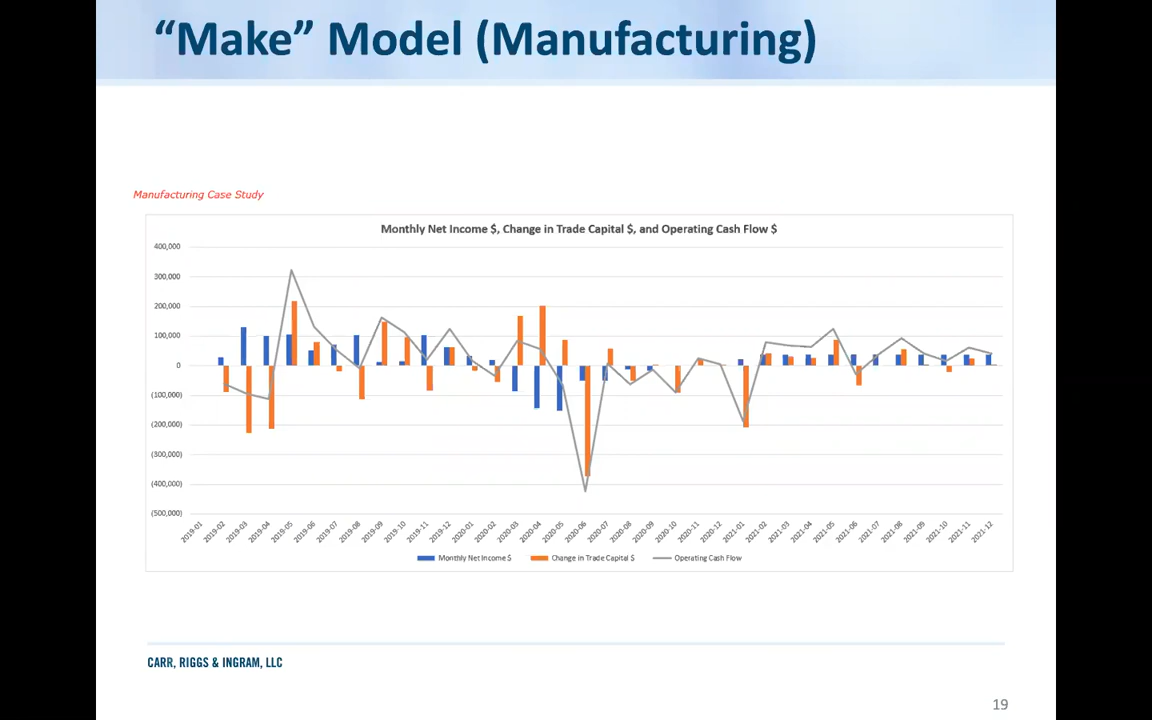 “Make” Model (Manufacturing)
Manufacturing Case Study
Monthly Net Income $, Change in Trade Capital $, and Operating Cash Flow $
400,000
300,000
200,000
100,000
0
(100,000)
(200,000)
(300,000)
(400,000)
(500,000)
2019-01 2019-02 2019-03 2019-04 2019-05 2019-06 2019-07 2019-08 2019-09 2019-10 2019-11 2019-12 2020-01 2020-02 2020-03 2020-04 2020-05 2020-06 2020-07 2020-08 2020-09 2020-10 2020-11 2020-12 2021-01 2021-02 2021-03 2021-04 2021-05 2021-06 2021-07 2021-08 2021-09 2021-10 2021-11 2021-12
Monthly Net Income $ Change in Trade Capital $ Operating Cash Flow
CARR, RIGGS & INGRAM, LLC
19